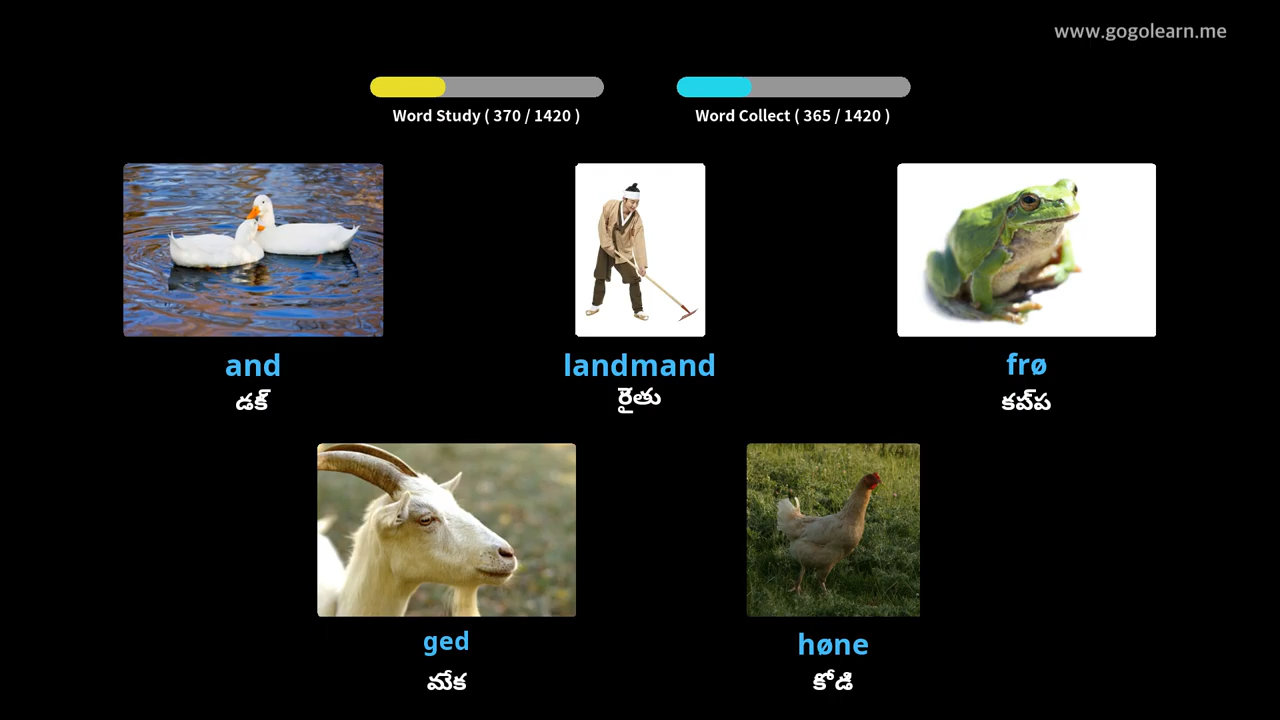 www.gogolearn.me
Word Study ( 370 / 1420 )
Word Collect ( 365 / 1420 )
and
landmand
frø
డక్
రైతు
కప్ప
ged
høne
మేక
కోడి